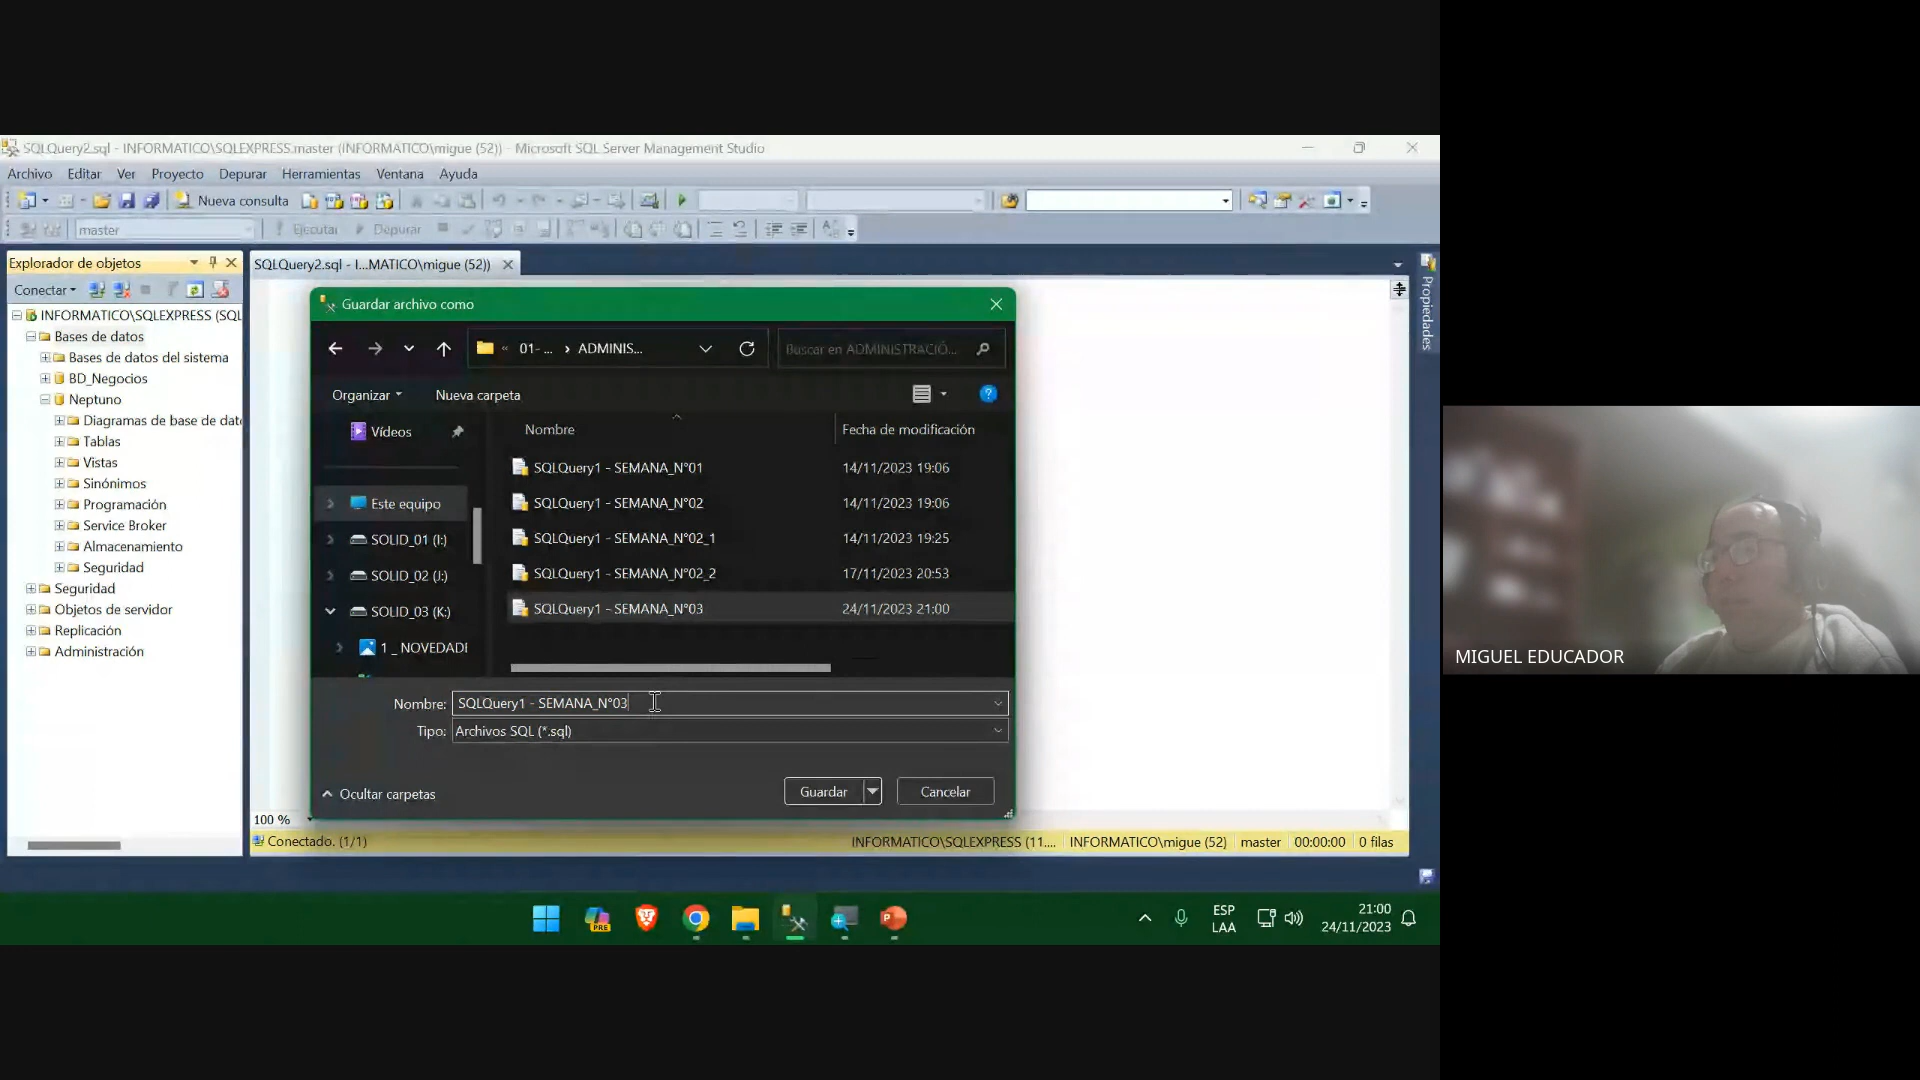 SQLQuery2.sql - INFORMATICO\SQLEXPRESS.master (INFORMATICO\migue (52)) - Microsoft SQL Server Management Studio
Archivo Editar Ver Proyecto Depurar Herramientas Ventana Ayuda
Nueva consulta
master Ejecutar Depurar
Explorador de objetos
SQLQuery2.sql - I...MATICO\migue (52))
Conectar
INFORMATICO\SQLEXPRESS (SQL
Bases de datos
Bases de datos del sistema
BD_Negocios
Neptuno
Diagramas de base de dato
Tablas
Vistas
Sinónimos
Programación
Service Broker
Almacenamiento
Seguridad
Seguridad
Objetos de servidor
Replicación
Administración
Guardar archivo como
« 01- ... › ADMINIS...
Buscar en ADMINISTRACIÓ...
Organizar Nueva carpeta
Vídeos
Este equipo
SOLID_01 (I:)
SOLID_02 (J:)
SOLID_03 (K:)
Nombre Fecha de modificación
SQLQuery1 - SEMANA_N°01 14/11/2023 19:06
SQLQuery1 - SEMANA_N°02 14/11/2023 19:06
SQLQuery1 - SEMANA_N°02_1 14/11/2023 19:25
SQLQuery1 - SEMANA_N°02_2 17/11/2023 20:53
SQLQuery1 - SEMANA_N°03 24/11/2023 21:00
Nombre: SQLQuery1 - SEMANA_N°03
Tipo: Archivos SQL (*.sql)
Ocultar carpetas
Guardar Cancelar
Propiedades
100 %
Conectado. (1/1)
INFORMATICO\SQLEXPRESS (11.... INFORMATICO\migue (52) master 00:00:00 0 filas
PRE
ESP
LAA
21:00
24/11/2023
MIGUEL EDUCADOR